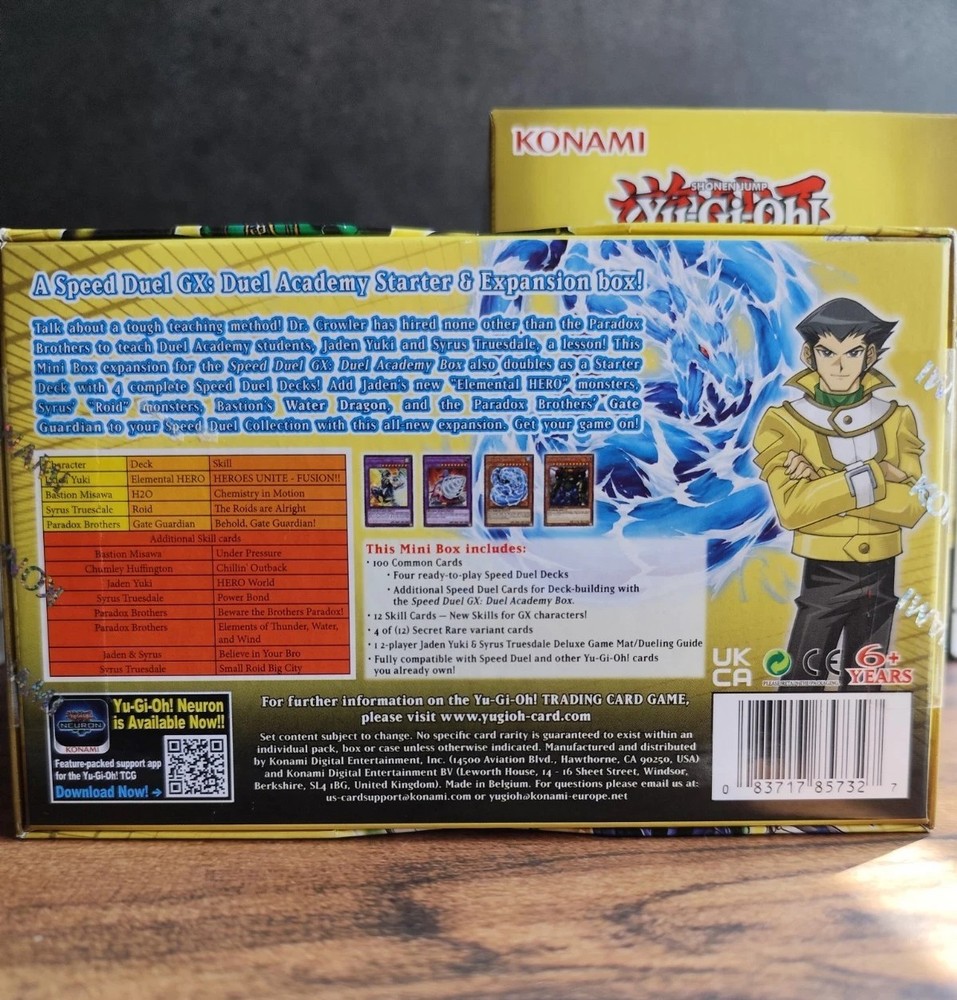 KONAMI
SHONEN JUMP
Yu-Gi-Oh!
A Speed Duel GX: Duel Academy Starter & Expansion box!
Talk about a tough teaching method! Dr. Crowler has hired none other than the Paradox
Brothers to teach Duel Academy students, Jaden Yuki and Syrus Truesdale, a lesson! This
Mini Box expansion for the Speed Duel GX: Duel Academy Box also doubles as a Starter
Deck with 4 complete Speed Duel Decks! Add Jaden's new "Elemental HERO" monsters,
Syrus' "Roid" monsters, Bastion's Water Dragon, and the Paradox Brothers' Gate
Guardian to your Speed Duel Collection with this all-new expansion. Get your game on!
Character Deck Skill
Jaden Yuki Elemental HERO HEROES UNITE - FUSION!!
Bastion Misawa H2O Chemistry in Motion
Syrus Truesdale Roid The Roids are Alright
Paradox Brothers Gate Guardian Behold, Gate Guardian!
Additional Skill cards
Bastion Misawa Under Pressure
Chumley Huffington Chillin' Outback
Jaden Yuki HERO World
Syrus Truesdale Power Bond
Paradox Brothers Beware the Brothers Paradox!
Paradox Brothers Elements of Thunder, Water,
and Wind
Jaden & Syrus Believe in Your Bro
Syrus Truesdale Small Roid Big City
This Mini Box includes:
• 100 Common Cards
• Four ready-to-play Speed Duel Decks
• Additional Speed Duel Cards for Deck-building with
the Speed Duel GX: Duel Academy Box.
• 12 Skill Cards — New Skills for GX characters!
• 4 of (12) Secret Rare variant cards
• 1 2-player Jaden Yuki & Syrus Truesdale Deluxe Game Mat/Dueling Guide
• Fully compatible with Speed Duel and other Yu-Gi-Oh! cards
you already own!
UK
CA
CE
6+
YEARS
NEURON
KONAMI
Yu-Gi-Oh! Neuron
is Available Now!!
Feature-packed support app
for the Yu-Gi-Oh! TCG
Download Now! →
For further information on the Yu-Gi-Oh! TRADING CARD GAME,
please visit www.yugioh-card.com
Set content subject to change. No specific card rarity is guaranteed to exist within an
individual pack, box or case unless otherwise indicated. Manufactured and distributed
by Konami Digital Entertainment, Inc. (14500 Aviation Blvd., Hawthorne, CA 90250, USA)
and Konami Digital Entertainment BV (Leworth House, 14 - 16 Sheet Street, Windsor,
Berkshire, SL4 1BG, United Kingdom). Made in Belgium. For questions please email us at:
us-cardsupport@konami.com or yugioh@konami-europe.net
0 83717 85732 7